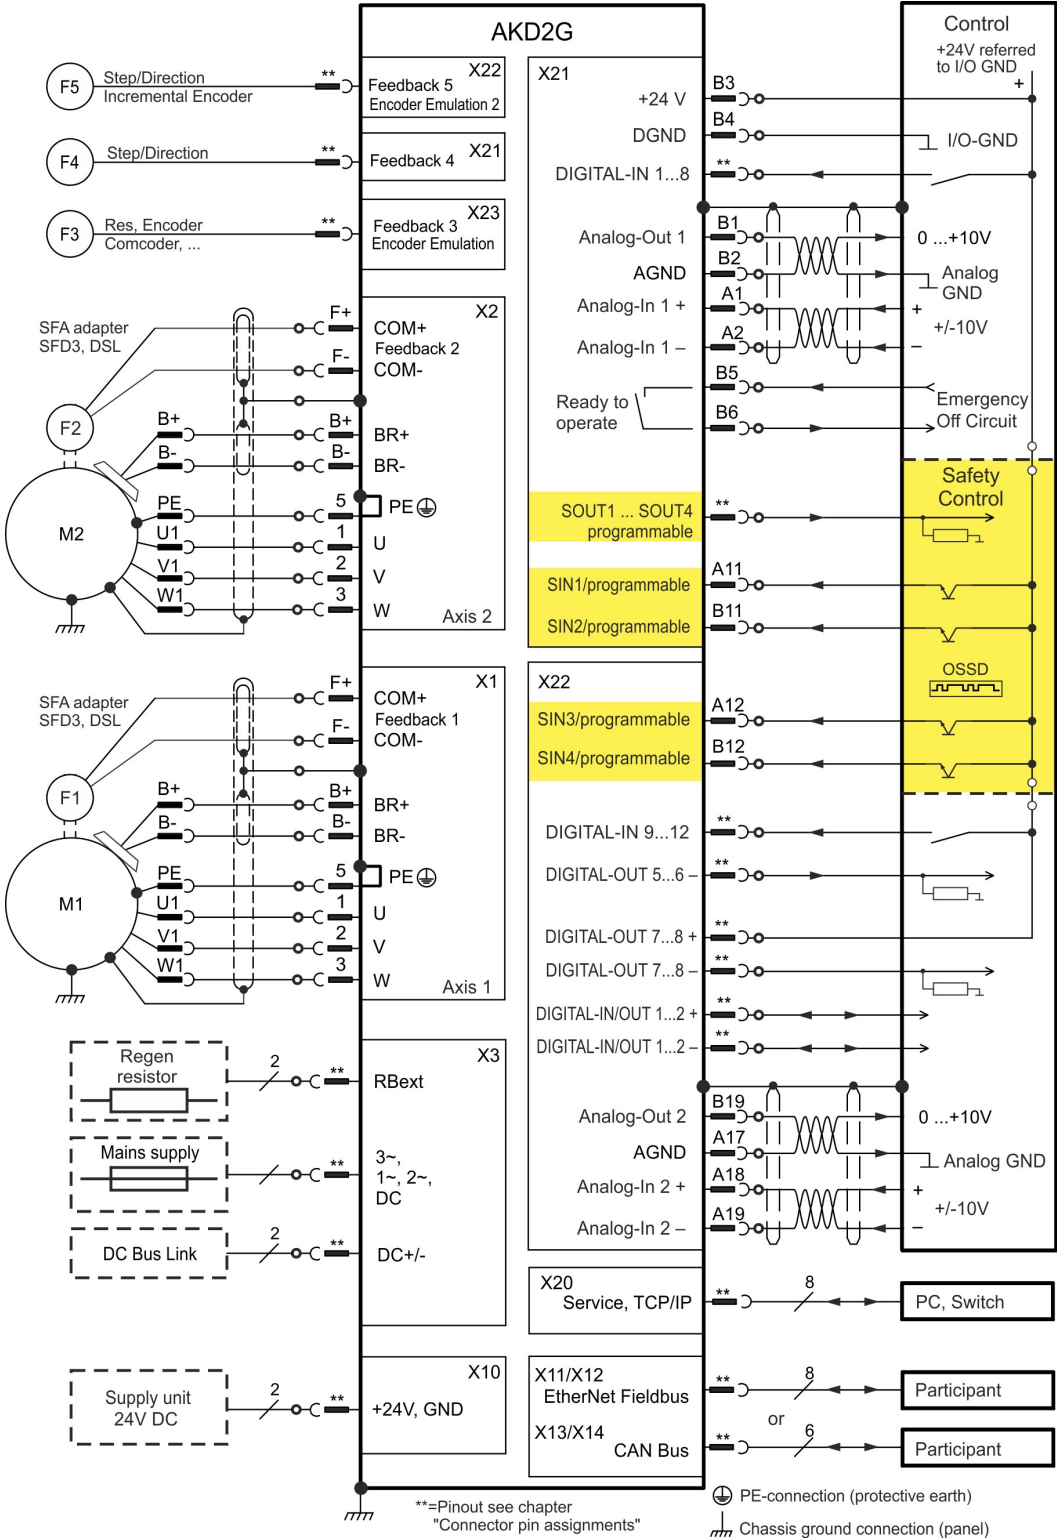 AKD2G
Control
+24V referred
to I/O GND
+
F5
Step/Direction
Incremental Encoder
**
X22
Feedback 5
Encoder Emulation 2
F4
Step/Direction
**
X21
Feedback 4
F3
Res, Encoder
Comcoder, ...
**
X23
Feedback 3
Encoder Emulation
SFA adapter
SFD3, DSL
F2
M2
B+
B-
PE
U1
V1
W1
F+
F-
B+
B-
5
1
2
3
X2
COM+
Feedback 2
COM-
BR+
BR-
PE
U
V
W
Axis 2
SFA adapter
SFD3, DSL
F1
M1
B+
B-
PE
U1
V1
W1
F+
F-
B+
B-
5
1
2
3
X1
COM+
Feedback 1
COM-
BR+
BR-
PE
U
V
W
Axis 1
Regen
resistor
2
**
X3
RBext
Mains supply
**
3~,
1~, 2~,
DC
DC Bus Link
2
**
DC+/-
Supply unit
24V DC
2
**
X10
+24V, GND
X21
+24 V
B3
DGND
B4
I/O-GND
DIGITAL-IN 1...8
**
Analog-Out 1
B1
0 ...+10V
AGND
B2
Analog
GND
Analog-In 1 +
A1
+
+/-10V
Analog-In 1 –
A2
–
Ready to
operate
B5
B6
Emergency
Off Circuit
Safety
Control
SOUT1 ... SOUT4
programmable
**
SIN1/programmable
A11
SIN2/programmable
B11
OSSD
X22
SIN3/programmable
A12
SIN4/programmable
B12
DIGITAL-IN 9...12
**
DIGITAL-OUT 5...6 –
**
DIGITAL-OUT 7...8 +
**
DIGITAL-OUT 7...8 –
**
DIGITAL-IN/OUT 1...2 +
**
DIGITAL-IN/OUT 1...2 –
**
Analog-Out 2
B19
0 ...+10V
AGND
A17
Analog GND
Analog-In 2 +
A18
+
+/-10V
Analog-In 2 –
A19
–
X20
Service, TCP/IP
**
8
PC, Switch
X11/X12
EtherNet Fieldbus
**
8
Participant
or
X13/X14
CAN Bus
**
6
Participant
**=Pinout see chapter
"Connector pin assignments"
PE-connection (protective earth)
Chassis ground connection (panel)